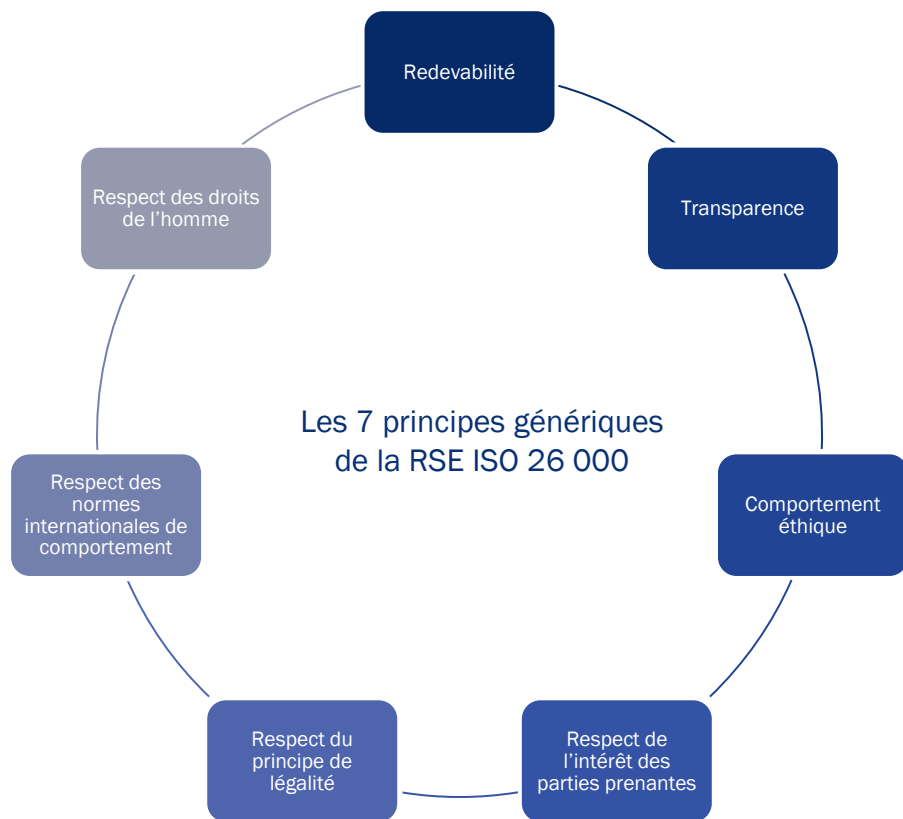 Redevabilité
Transparence
Comportement
éthique
Respect de
l’intérêt des
parties prenantes
Respect du
principe de
légalité
Respect des
normes
internationales de
comportement
Respect des droits
de l’homme
Les 7 principes génériques
de la RSE ISO 26 000